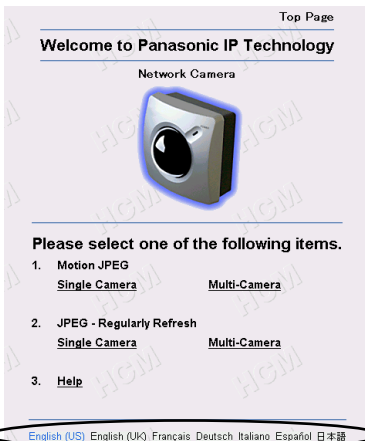 Top Page
Welcome to Panasonic IP Technology
Network Camera
Please select one of the following items.
1. Motion JPEG
Single Camera Multi-Camera
2. JPEG - Regularly Refresh
Single Camera Multi-Camera
3. Help
English (US) English (UK) Français Deutsch Italiano Español 日本語